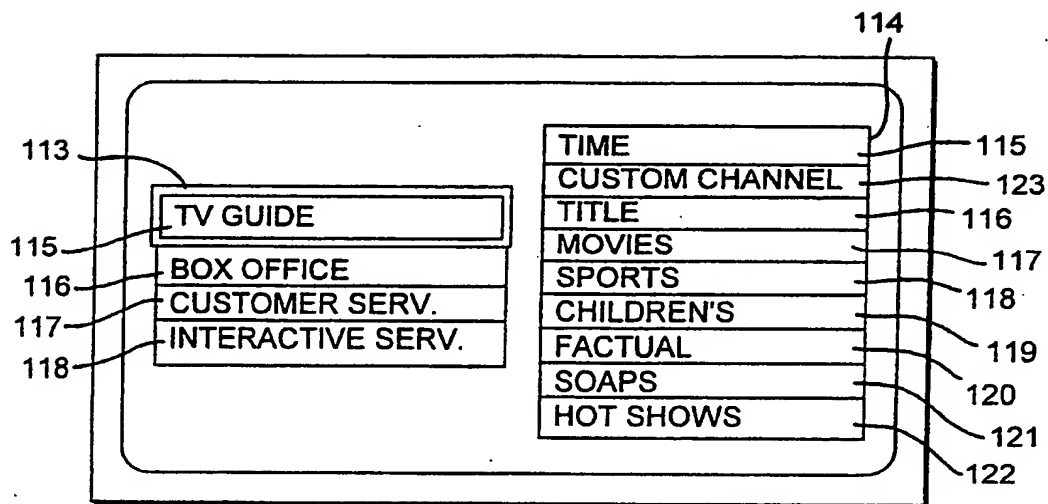 114
TIME
115
CUSTOM CHANNEL
123
TITLE
116
MOVIES
117
SPORTS
118
CHILDREN'S
119
FACTUAL
120
SOAPS
121
HOT SHOWS
122
113
TV GUIDE
115
BOX OFFICE
116
CUSTOMER SERV.
117
INTERACTIVE SERV.
118